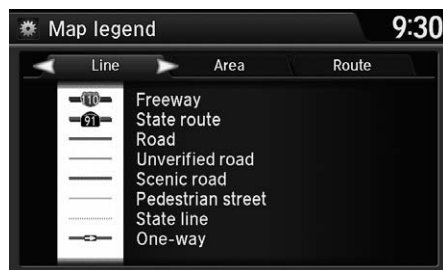 Map legend 9:30
Line Area Route
110 Freeway
91 State route
Road
Unverified road
Scenic road
Pedestrian street
State line
One-way